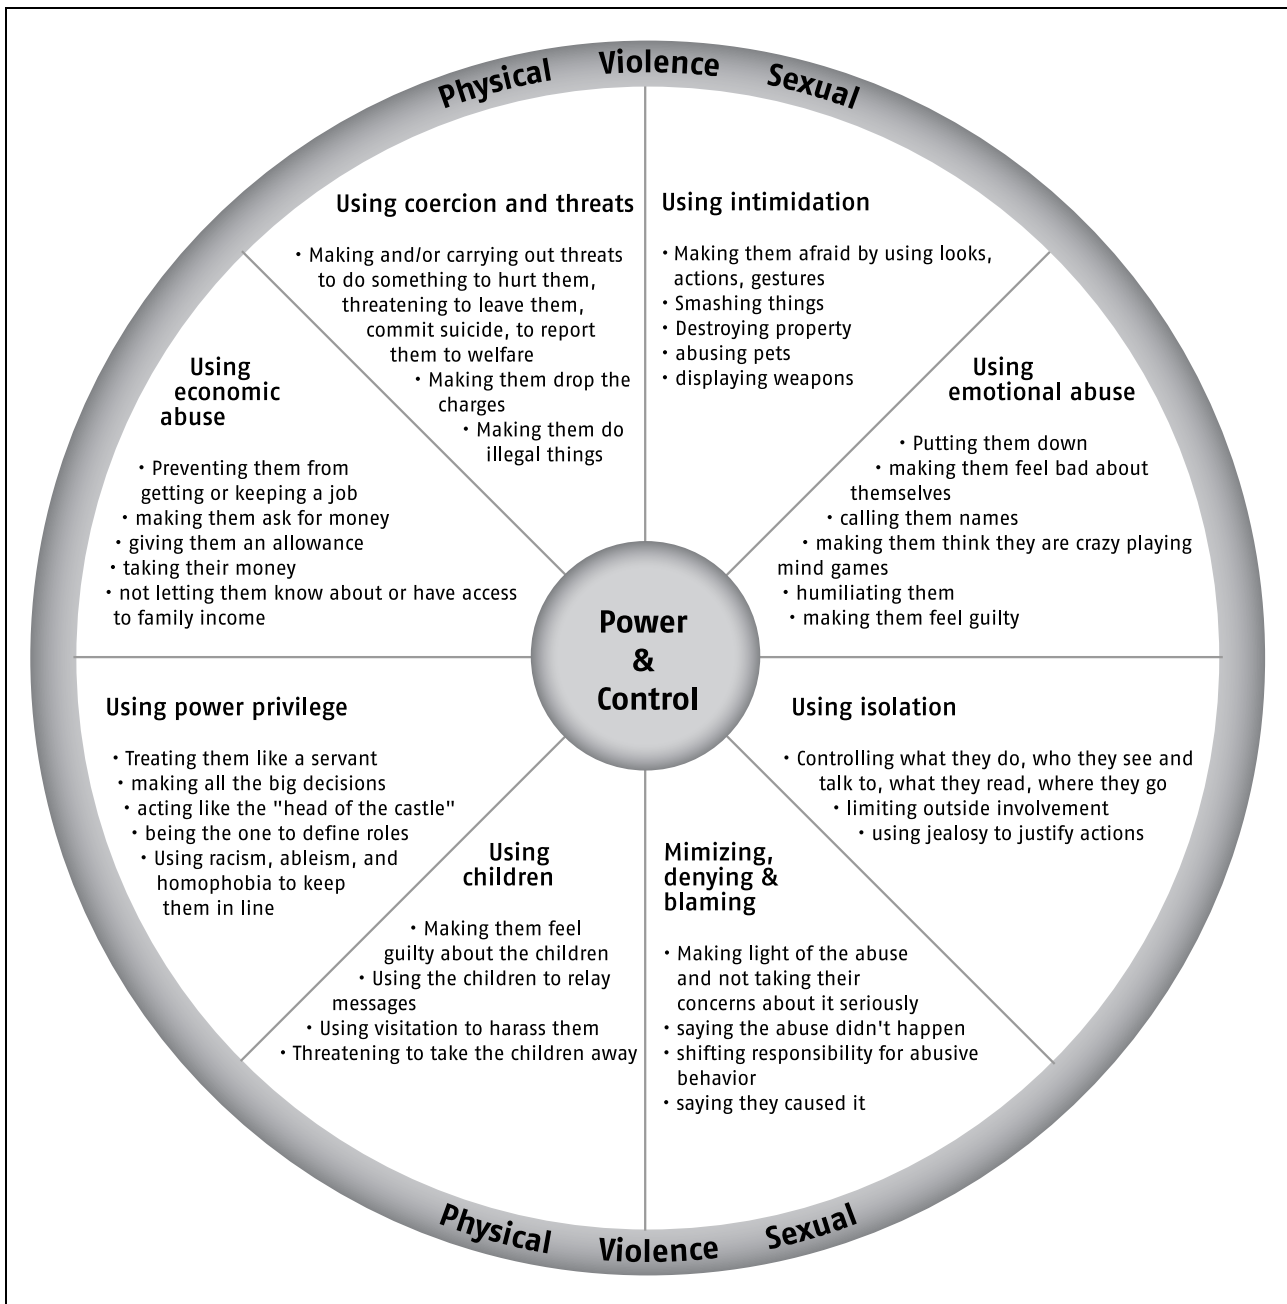 Physical Violence Sexual
Using coercion and threats
• Making and/or carrying out threats
to do something to hurt them,
threatening to leave them,
commit suicide, to report
them to welfare
• Making them drop the
charges
• Making them do
illegal things
Using intimidation
• Making them afraid by using looks,
actions, gestures
• Smashing things
• Destroying property
• abusing pets
• displaying weapons
Using
economic
abuse
• Preventing them from
getting or keeping a job
• making them ask for money
• giving them an allowance
• taking their money
• not letting them know about or have access
to family income
Using
emotional abuse
• Putting them down
• making them feel bad about
themselves
• calling them names
• making them think they are crazy playing
mind games
• humiliating them
• making them feel guilty
Power
&
Control
Using power privilege
• Treating them like a servant
• making all the big decisions
• acting like the "head of the castle"
• being the one to define roles
• Using racism, ableism, and
homophobia to keep
them in line
Using isolation
• Controlling what they do, who they see and
talk to, what they read, where they go
• limiting outside involvement
• using jealosy to justify actions
Using
children
• Making them feel
guilty about the children
• Using the children to relay
messages
• Using visitation to harass them
• Threatening to take the children away
Mimizing,
denying &
blaming
• Making light of the abuse
and not taking their
concerns about it seriously
• saying the abuse didn't happen
• shifting responsibility for abusive
behavior
• saying they caused it
Physical Violence Sexual